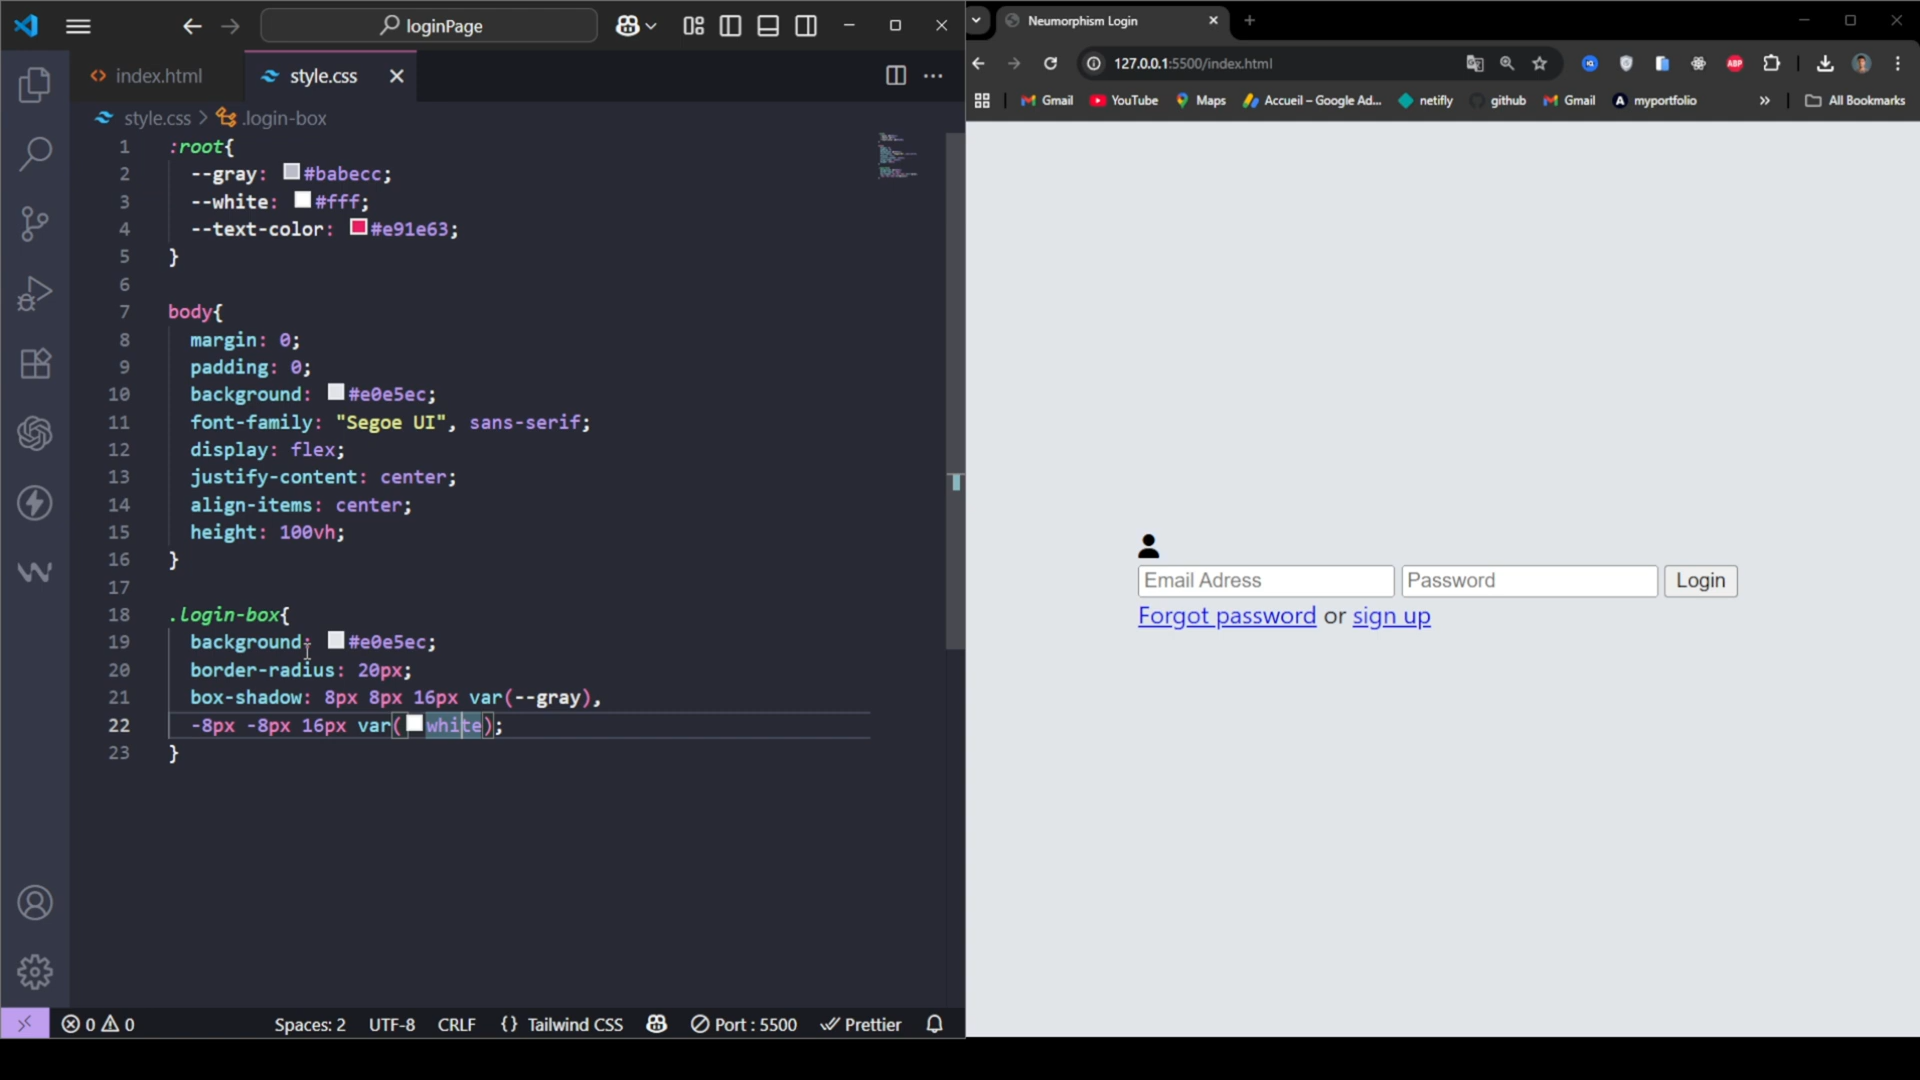 loginPage
index.html
style.css
style.css > .login-box
1 :root{
2 --gray: #babecc;
3 --white: #fff;
4 --text-color: #e91e63;
5 }
6
7 body{
8 margin: 0;
9 padding: 0;
10 background: #e0e5ec;
11 font-family: "Segoe UI", sans-serif;
12 display: flex;
13 justify-content: center;
14 align-items: center;
15 height: 100vh;
16 }
17
18 .login-box{
19 background: #e0e5ec;
20 border-radius: 20px;
21 box-shadow: 8px 8px 16px var(--gray),
22 -8px -8px 16px var(white);
23 }
0 0
Spaces: 2 UTF-8 CRLF {} Tailwind CSS Port : 5500 Prettier
Neumorphism Login
127.0.0.1:5500/index.html
ABP
Gmail YouTube Maps Accueil – Google Ad... netifly github Gmail A myportfolio » All Bookmarks
Email Adress Password Login
Forgot password or sign up